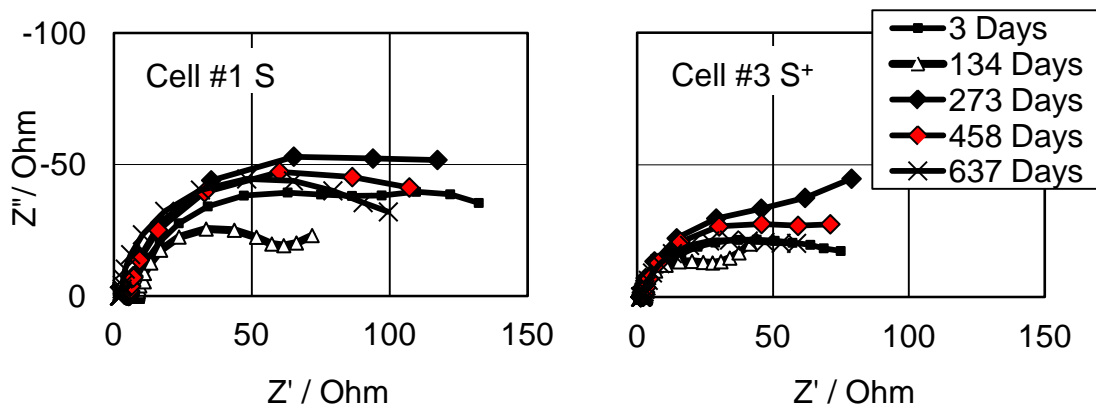 -100
-50
0
Z"/ Ohm
Cell #1 S
0 50 100 150
Z' / Ohm
Cell #3 S+
0 50 100 150
Z' / Ohm
3 Days
134 Days
273 Days
458 Days
637 Days